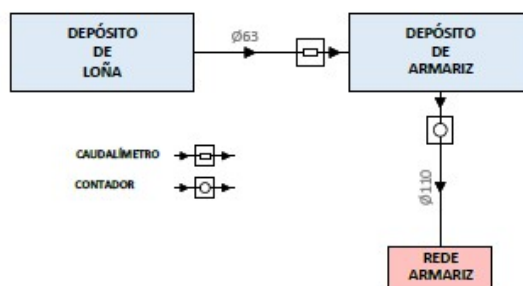 DEPÓSITO
DE
LOÑA
Ø63
DEPÓSITO
DE
ARMARIZ
CAUDALÍMETRO
CONTADOR
Ø110
REDE
ARMARIZ